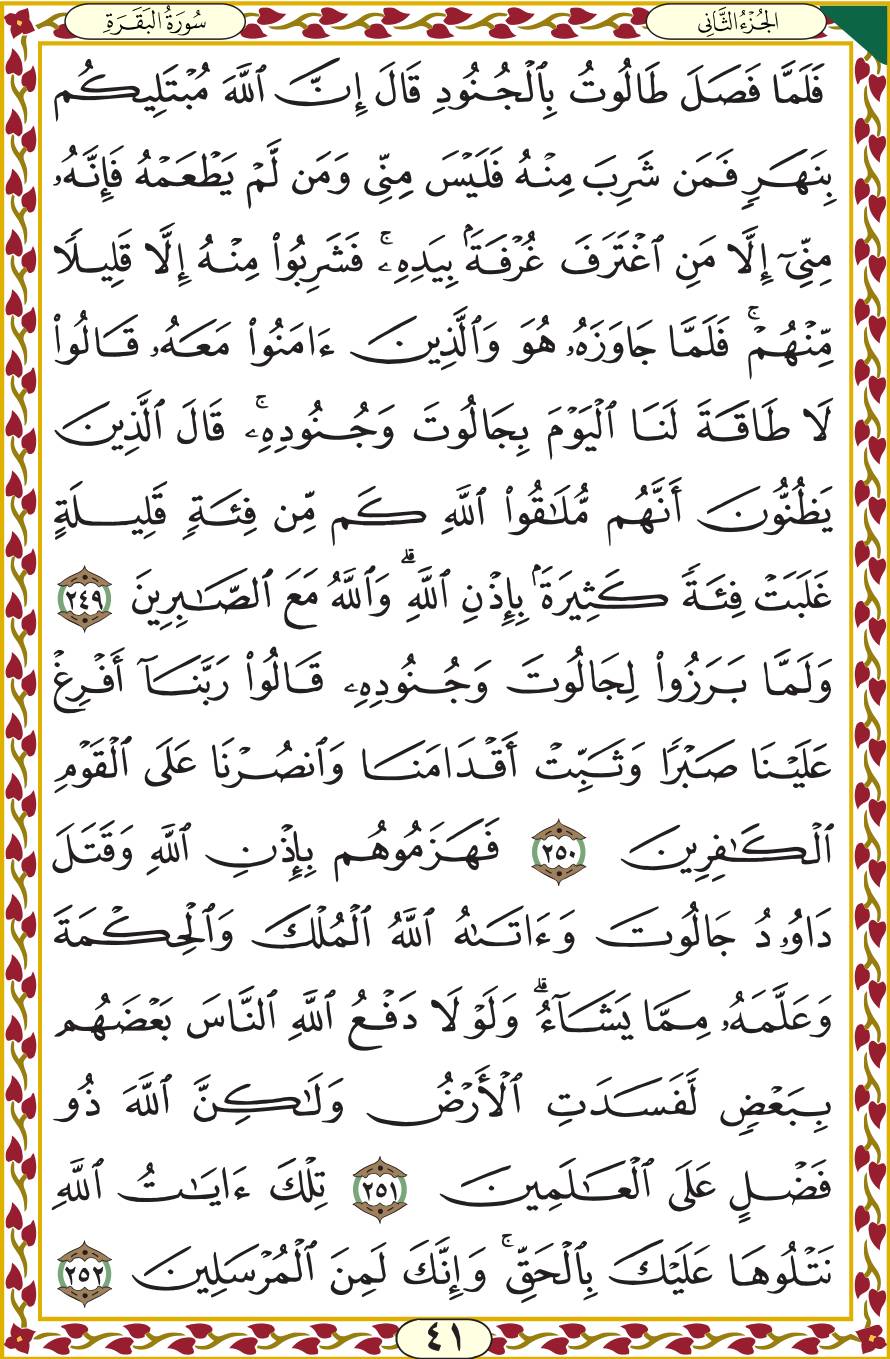 الجُزْءُ الثَّانِي
سُورَةُ البَقَرَةِ
فَلَمَّا فَصَلَ طَالُوتُ بِٱلْجُنُودِ قَالَ إِنَّ ٱللَّهَ مُبْتَلِيكُم
بِنَهَرٍ فَمَن شَرِبَ مِنْهُ فَلَيْسَ مِنِّي وَمَن لَّمْ يَطْعَمْهُ فَإِنَّهُۥ
مِنِّيٓ إِلَّا مَنِ ٱغْتَرَفَ غُرْفَةَۢ بِيَدِهِۦۚ فَشَرِبُوا۟ مِنْهُ إِلَّا قَلِيلًا
مِّنْهُمْۚ فَلَمَّا جَاوَزَهُۥ هُوَ وَٱلَّذِينَ ءَامَنُوا۟ مَعَهُۥ قَالُوا۟
لَا طَاقَةَ لَنَا ٱلْيَوْمَ بِجَالُوتَ وَجُنُودِهِۦۚ قَالَ ٱلَّذِينَ
يَظُنُّونَ أَنَّهُم مُّلَـٰقُوا۟ ٱللَّهِ كَم مِّن فِئَةٍ قَلِيلَةٍ
غَلَبَتْ فِئَةً كَثِيرَةَۢ بِإِذْنِ ٱللَّهِۗ وَٱللَّهُ مَعَ ٱلصَّـٰبِرِينَ ٢٤٩
وَلَمَّا بَرَزُوا۟ لِجَالُوتَ وَجُنُودِهِۦ قَالُوا۟ رَبَّنَآ أَفْرِغْ
عَلَيْنَا صَبْرًا وَثَبِّتْ أَقْدَامَنَا وَٱنصُرْنَا عَلَى ٱلْقَوْمِ
ٱلْكَـٰفِرِينَ ٢٥٠ فَهَزَمُوهُم بِإِذْنِ ٱللَّهِ وَقَتَلَ
دَاوُۥدُ جَالُوتَ وَءَاتَىٰهُ ٱللَّهُ ٱلْمُلْكَ وَٱلْحِكْمَةَ
وَعَلَّمَهُۥ مِمَّا يَشَآءُۗ وَلَوْلَا دَفْعُ ٱللَّهِ ٱلنَّاسَ بَعْضَهُم
بِبَعْضٍ لَّفَسَدَتِ ٱلْأَرْضُ وَلَـٰكِنَّ ٱللَّهَ ذُو
فَضْلٍ عَلَى ٱلْعَـٰلَمِينَ ٢٥١ تِلْكَ ءَايَـٰتُ ٱللَّهِ
نَتْلُوهَا عَلَيْكَ بِٱلْحَقِّۚ وَإِنَّكَ لَمِنَ ٱلْمُرْسَلِينَ ٢٥٢
٤١